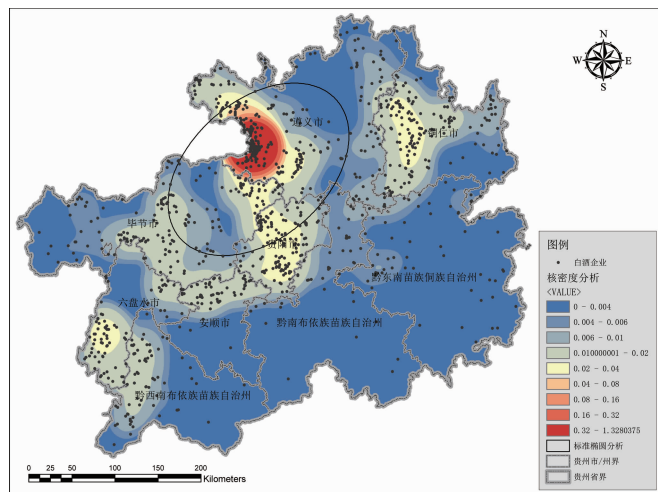 N
W E
S
遵义市
铜仁市
毕节市
贵阳市
黔东南苗族侗族自治州
六盘水市
安顺市
黔南布依族苗族自治州
黔西南布依族苗族自治州
图例
白酒企业
核密度分析
<VALUE>
0 - 0.004
0.004 - 0.006
0.006 - 0.01
0.010000001 - 0.02
0.02 - 0.04
0.04 - 0.08
0.08 - 0.16
0.16 - 0.32
0.32 - 1.3280375
标准椭圆分析
贵州市/州界
贵州省界
0 25 50 100 150 200
Kilometers